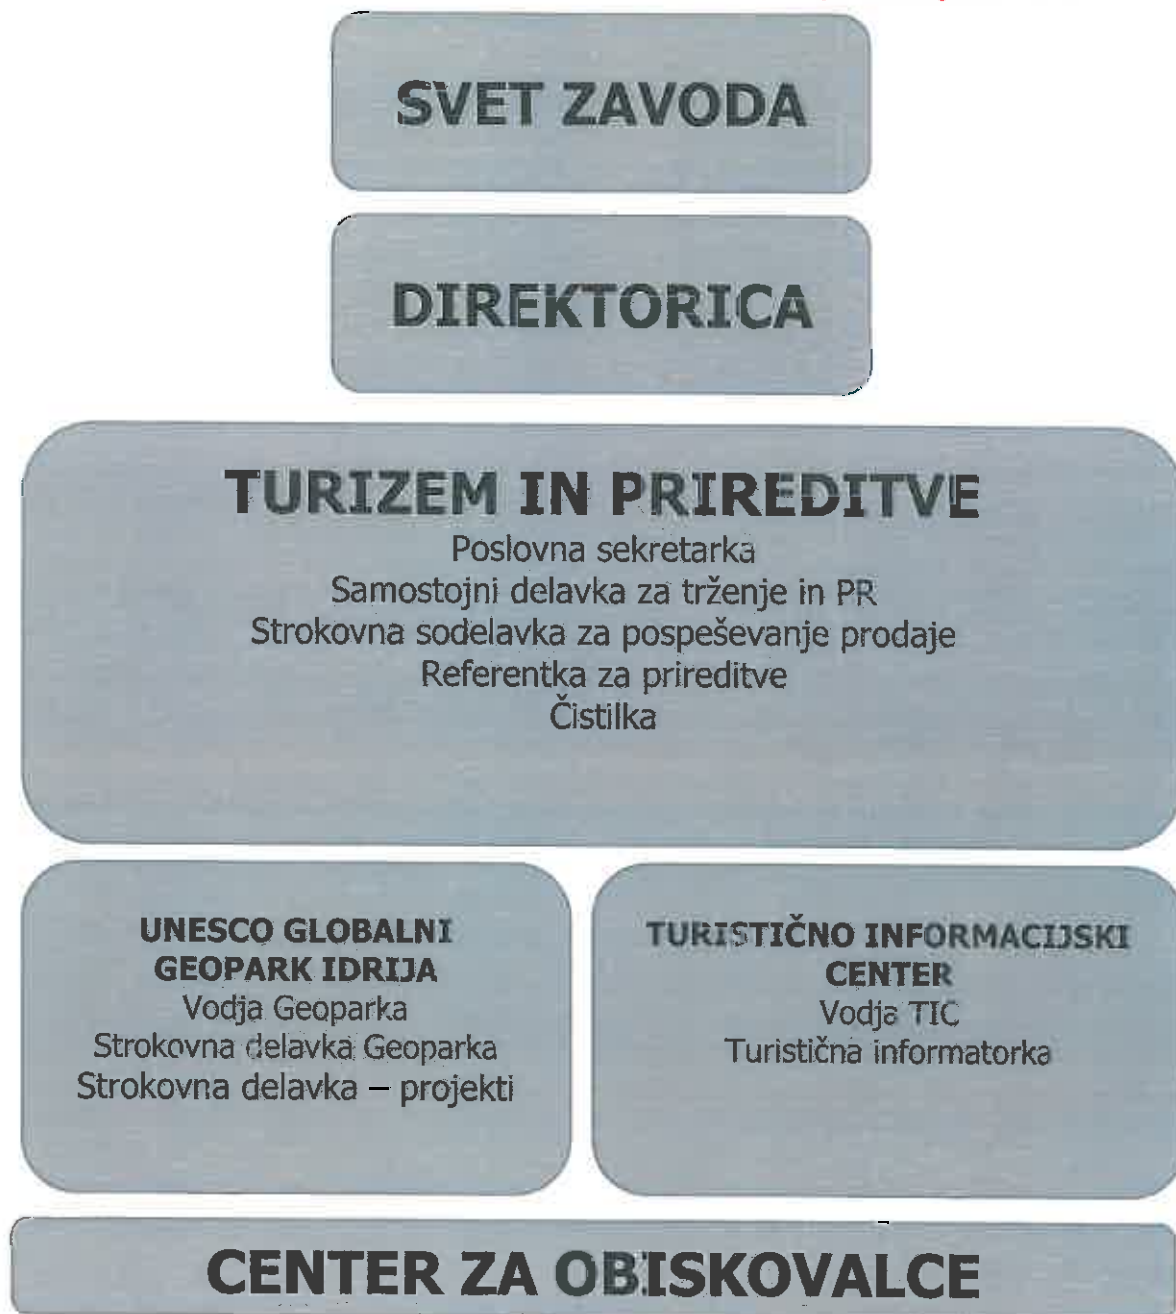 SVET ZAVODA
DIREKTORICA
TURIZEM IN PRIREDITVE
Poslovna sekretarka
Samostojni delavka za trženje in PR
Strokovna sodelavka za pospeševanje prodaje
Referentka za prireditve
Čistilka
UNESCO GLOBALNI
GEOPARK IDRIJA
Vodja Geoparka
Strokovna delavka Geoparka
Strokovna delavka – projekti
TURISTIČNO INFORMACIJSKI
CENTER
Vodja TIC
Turistična informatorka
CENTER ZA OBISKOVALCE